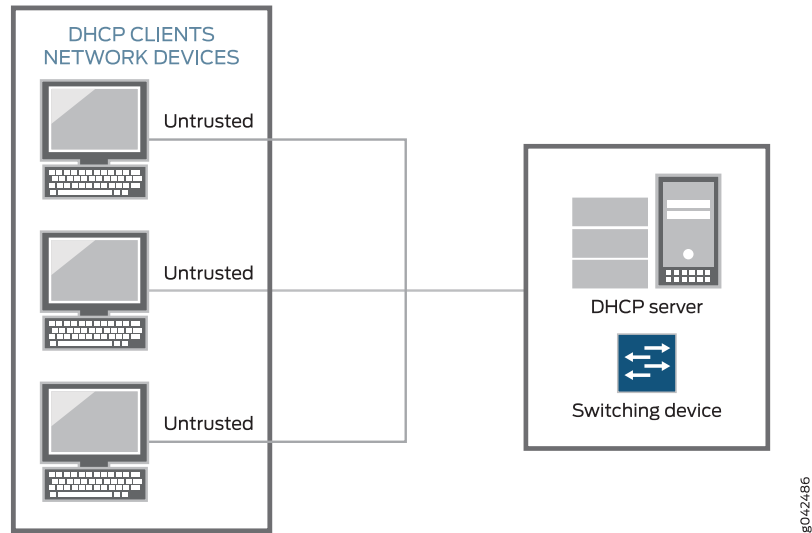 DHCP CLIENTS
NETWORK DEVICES
Untrusted
Untrusted
Untrusted
DHCP server
Switching device
g042486